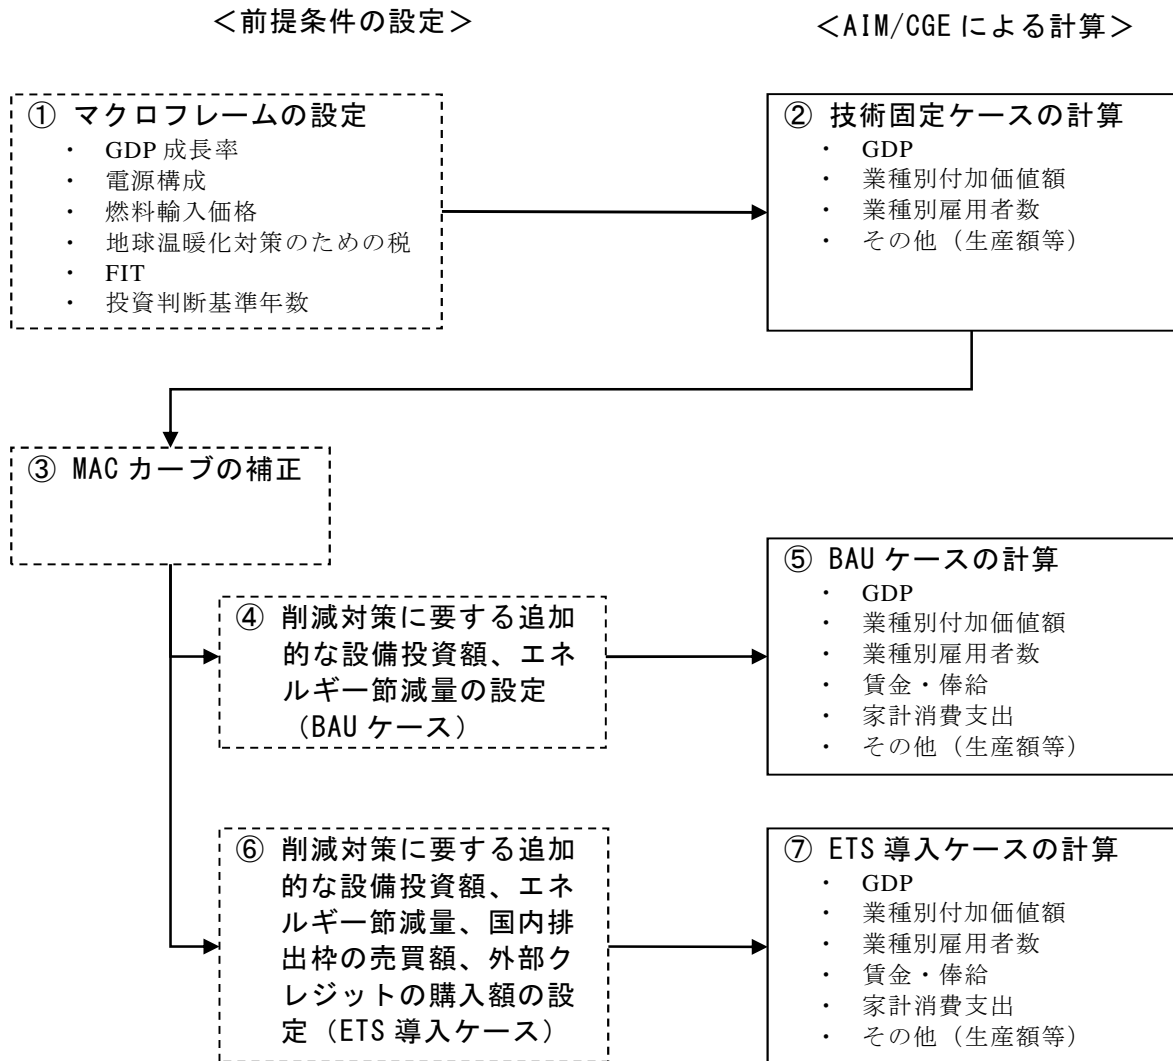 ＜前提条件の設定＞
＜AIM/CGE による計算＞
① マクロフレームの設定
・ GDP 成長率
・ 電源構成
・ 燃料輸入価格
・ 地球温暖化対策のための税
・ FIT
・ 投資判断基準年数
② 技術固定ケースの計算
・ GDP
・ 業種別付加価値額
・ 業種別雇用者数
・ その他（生産額等）
③ MAC カーブの補正
④ 削減対策に要する追加
的な設備投資額、エネ
ルギー節減量の設定
（BAU ケース）
⑤ BAU ケースの計算
・ GDP
・ 業種別付加価値額
・ 業種別雇用者数
・ 賃金・俸給
・ 家計消費支出
・ その他（生産額等）
⑥ 削減対策に要する追加
的な設備投資額、エネ
ルギー節減量、国内排
出枠の売買額、外部ク
レジットの購入額の設
定（ETS 導入ケース）
⑦ ETS 導入ケースの計算
・ GDP
・ 業種別付加価値額
・ 業種別雇用者数
・ 賃金・俸給
・ 家計消費支出
・ その他（生産額等）